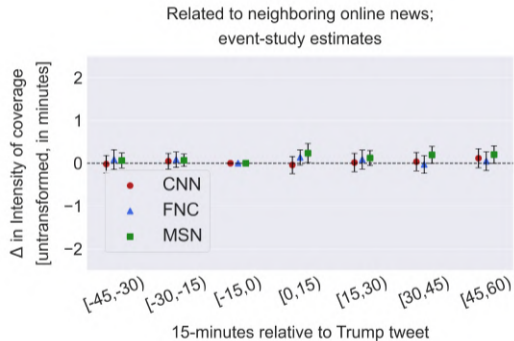 Related to neighboring online news;
event-study estimates
Δ in Intensity of coverage
[untransformed, in minutes]
2
1
0
−1
−2
CNN
FNC
MSN
[-45,-30)
[-30,-15)
[-15,0)
[0,15)
[15,30)
[30,45)
[45,60)
15-minutes relative to Trump tweet